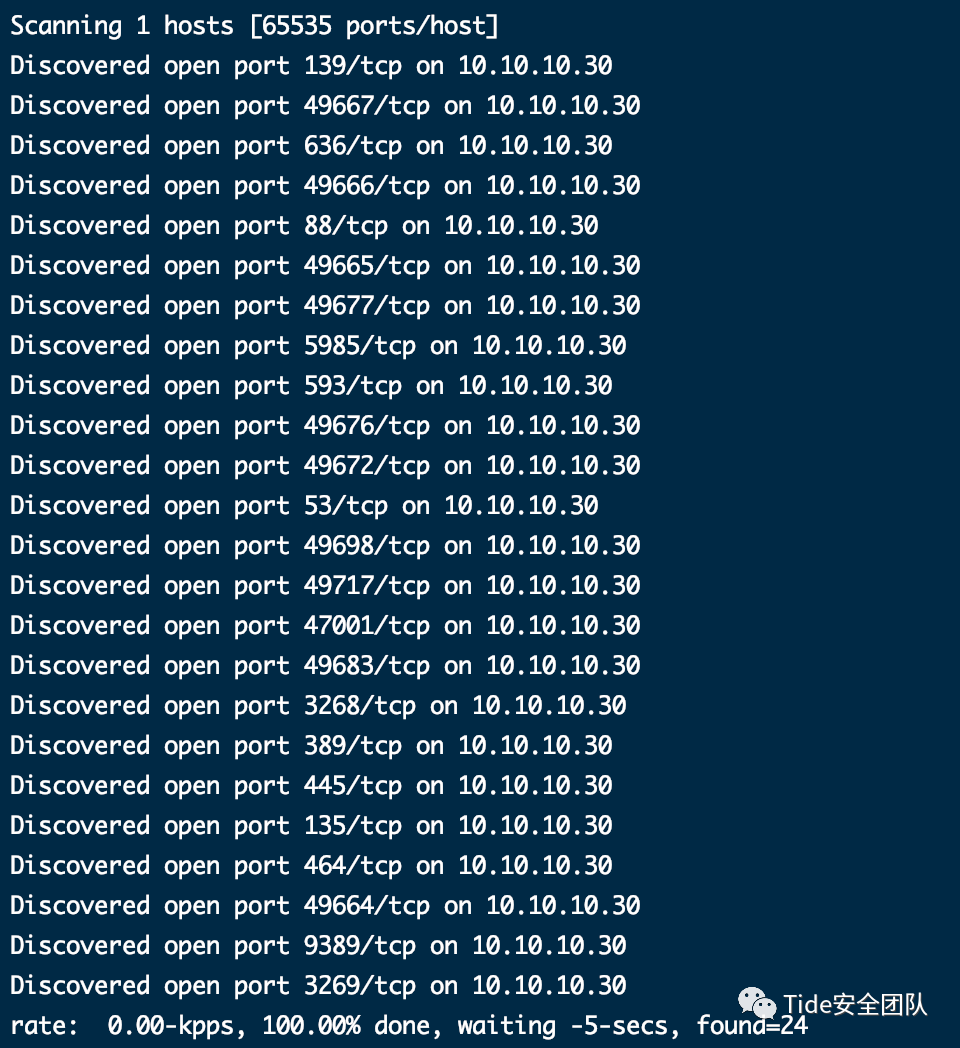 Scanning 1 hosts [65535 ports/host]
Discovered open port 139/tcp on 10.10.10.30
Discovered open port 49667/tcp on 10.10.10.30
Discovered open port 636/tcp on 10.10.10.30
Discovered open port 49666/tcp on 10.10.10.30
Discovered open port 88/tcp on 10.10.10.30
Discovered open port 49665/tcp on 10.10.10.30
Discovered open port 49677/tcp on 10.10.10.30
Discovered open port 5985/tcp on 10.10.10.30
Discovered open port 593/tcp on 10.10.10.30
Discovered open port 49676/tcp on 10.10.10.30
Discovered open port 49672/tcp on 10.10.10.30
Discovered open port 53/tcp on 10.10.10.30
Discovered open port 49698/tcp on 10.10.10.30
Discovered open port 49717/tcp on 10.10.10.30
Discovered open port 47001/tcp on 10.10.10.30
Discovered open port 49683/tcp on 10.10.10.30
Discovered open port 3268/tcp on 10.10.10.30
Discovered open port 389/tcp on 10.10.10.30
Discovered open port 445/tcp on 10.10.10.30
Discovered open port 135/tcp on 10.10.10.30
Discovered open port 464/tcp on 10.10.10.30
Discovered open port 49664/tcp on 10.10.10.30
Discovered open port 9389/tcp on 10.10.10.30
Discovered open port 3269/tcp on 10.10.10.30
Tide安全团队
rate:  0.00-kpps, 100.00% done, waiting -5-secs, found=24